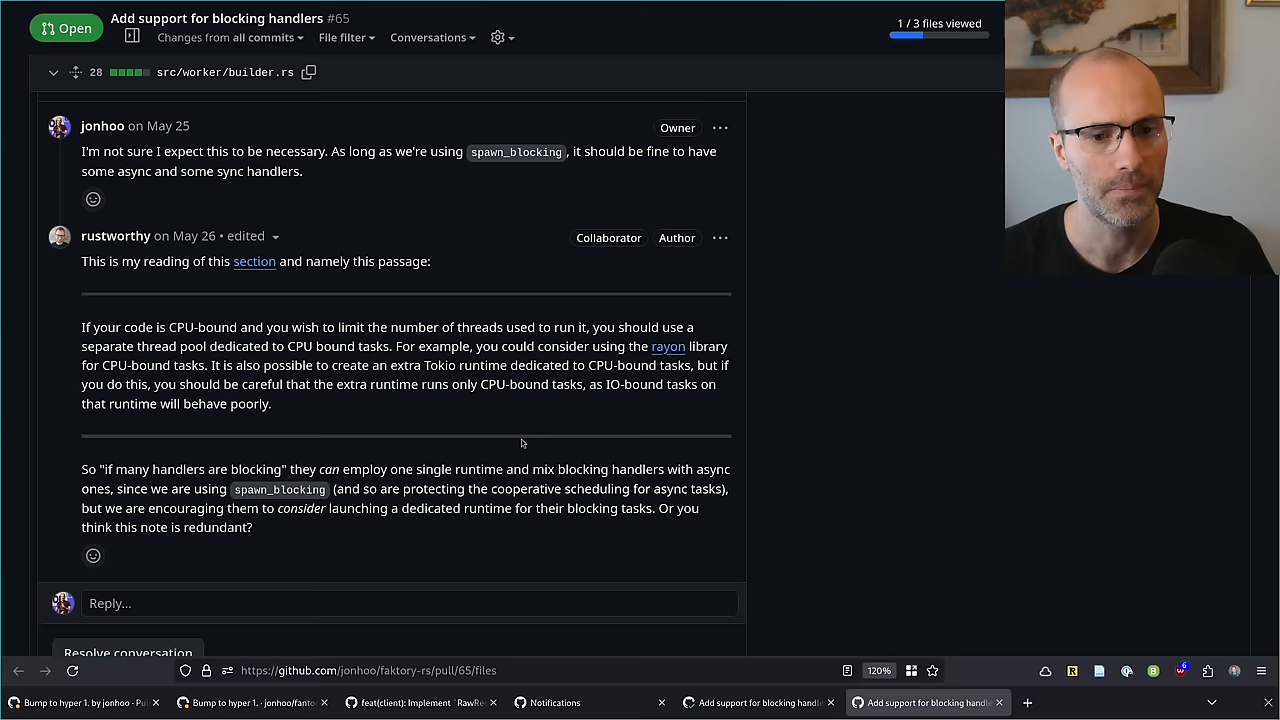 Open
Add support for blocking handlers #65
Changes from all commits
File filter
Conversations
1 / 3 files viewed
28
src/worker/builder.rs
jonhoo on May 25
Owner
I'm not sure I expect this to be necessary. As long as we're using spawn_blocking, it should be fine to have
some async and some sync handlers.
rustworthy on May 26 • edited
Collaborator
Author
This is my reading of this section and namely this passage:
If your code is CPU-bound and you wish to limit the number of threads used to run it, you should use a
separate thread pool dedicated to CPU bound tasks. For example, you could consider using the rayon library
for CPU-bound tasks. It is also possible to create an extra Tokio runtime dedicated to CPU-bound tasks, but if
you do this, you should be careful that the extra runtime runs only CPU-bound tasks, as IO-bound tasks on
that runtime will behave poorly.
So "if many handlers are blocking" they can employ one single runtime and mix blocking handlers with async
ones, since we are using spawn_blocking (and so are protecting the cooperative scheduling for async tasks),
but we are encouraging them to consider launching a dedicated runtime for their blocking tasks. Or you
think this note is redundant?
Reply...
Resolve conversation
https://github.com/jonhoo/faktory-rs/pull/65/files
120%
6
Bump to hyper 1. by jonhoo · Pu
Bump to hyper 1. · jonhoo/fanto
feat(client): Implement `RawRe
Notifications
Add support for blocking handl
Add support for blocking handl